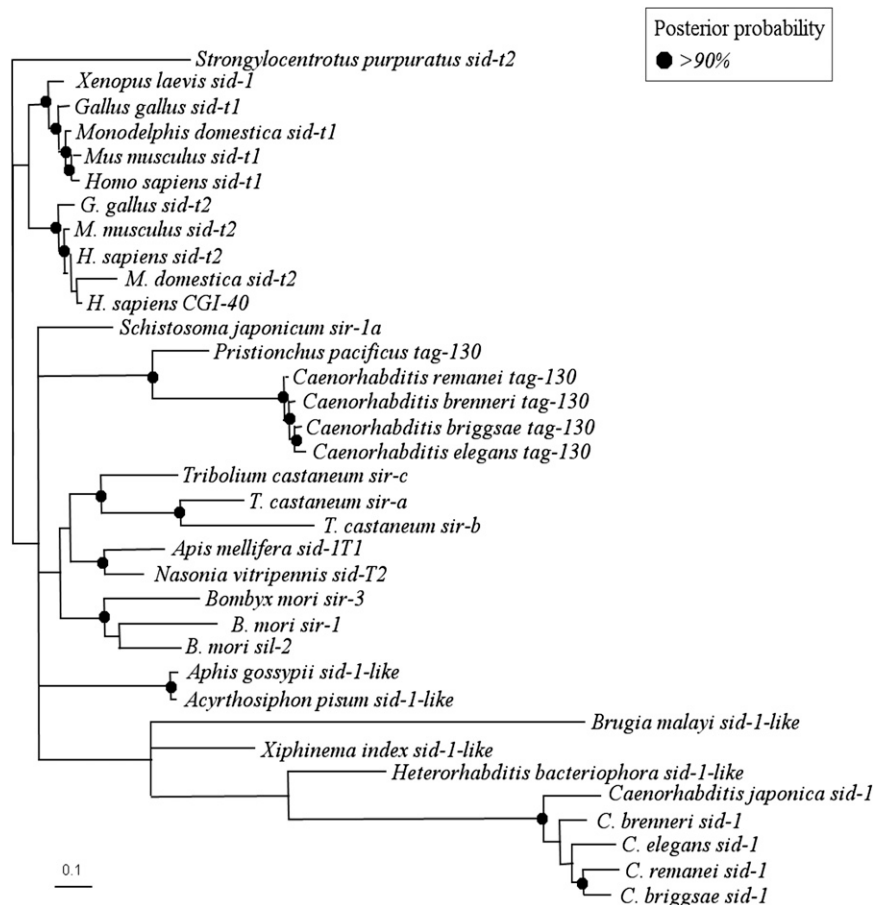 Posterior probability
>90%
Strongylocentrotus purpuratus sid-t2
Xenopus laevis sid-1
Gallus gallus sid-t1
Monodelphis domestica sid-t1
Mus musculus sid-t1
Homo sapiens sid-t1
G. gallus sid-t2
M. musculus sid-t2
H. sapiens sid-t2
M. domestica sid-t2
H. sapiens CGI-40
Schistosoma japonicum sir-1a
Pristionchus pacificus tag-130
Caenorhabditis remanei tag-130
Caenorhabditis brenneri tag-130
Caenorhabditis briggsae tag-130
Caenorhabditis elegans tag-130
Tribolium castaneum sir-c
T. castaneum sir-a
T. castaneum sir-b
Apis mellifera sid-1T1
Nasonia vitripennis sid-T2
Bombyx mori sir-3
B. mori sir-1
B. mori sil-2
Aphis gossypii sid-1-like
Acyrthosiphon pisum sid-1-like
Brugia malayi sid-1-like
Xiphinema index sid-1-like
Heterorhabditis bacteriophora sid-1-like
Caenorhabditis japonica sid-1
C. brenneri sid-1
C. elegans sid-1
C. remanei sid-1
C. briggsae sid-1
0.1